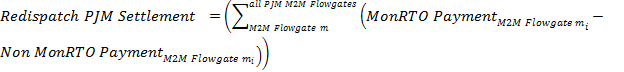 Redispatch PJM Settlement = (∑_{M2M Flowgate m}^{all PJM M2M Flowgates} (MonRTO Payment_{M2M Flowgate m_i} −
Non MonRTO Payment_{M2M Flowgate m_i}))